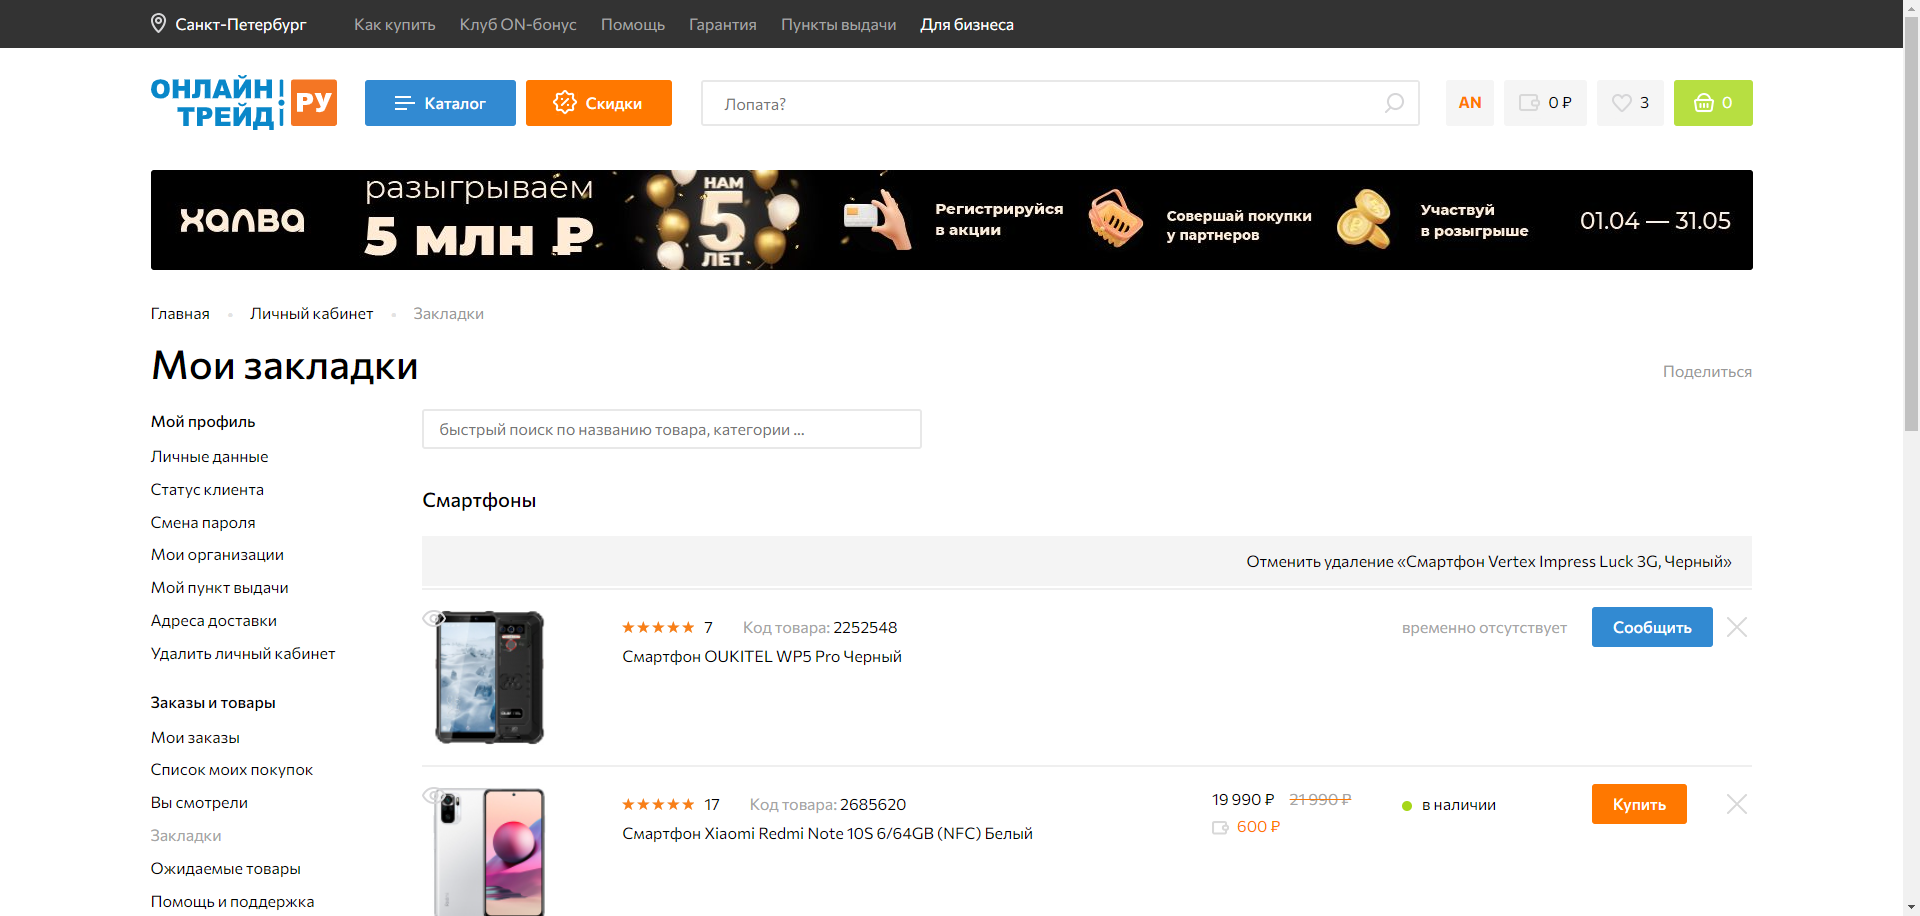 Санкт-Петербург Как купить Клуб ON-бонус Помощь Гарантия Пункты выдачи Для бизнеса
ОНЛАЙН ТРЕЙД РУ
Каталог
Скидки
Лопата?
AN
0 ₽
3
0
халва
разыгрываем
5 млн ₽
НАМ
5
ЛЕТ
Регистрируйся
в акции
Совершай покупки
у партнеров
Участвуй
в розыгрыше
01.04 — 31.05
Главная Личный кабинет Закладки
Мои закладки
Поделиться
Мой профиль
Личные данные
Статус клиента
Смена пароля
Мои организации
Мой пункт выдачи
Адреса доставки
Удалить личный кабинет
Заказы и товары
Мои заказы
Список моих покупок
Вы смотрели
Закладки
Ожидаемые товары
Помощь и поддержка
быстрый поиск по названию товара, категории ...
Смартфоны
Отменить удаление «Смартфон Vertex Impress Luck 3G, Черный»
7 Код товара: 2252548
Смартфон OUKITEL WP5 Pro Черный
временно отсутствует
Сообщить
17 Код товара: 2685620
Смартфон Xiaomi Redmi Note 10S 6/64GB (NFC) Белый
19 990 ₽ 21 990 ₽
600 ₽
в наличии
Купить